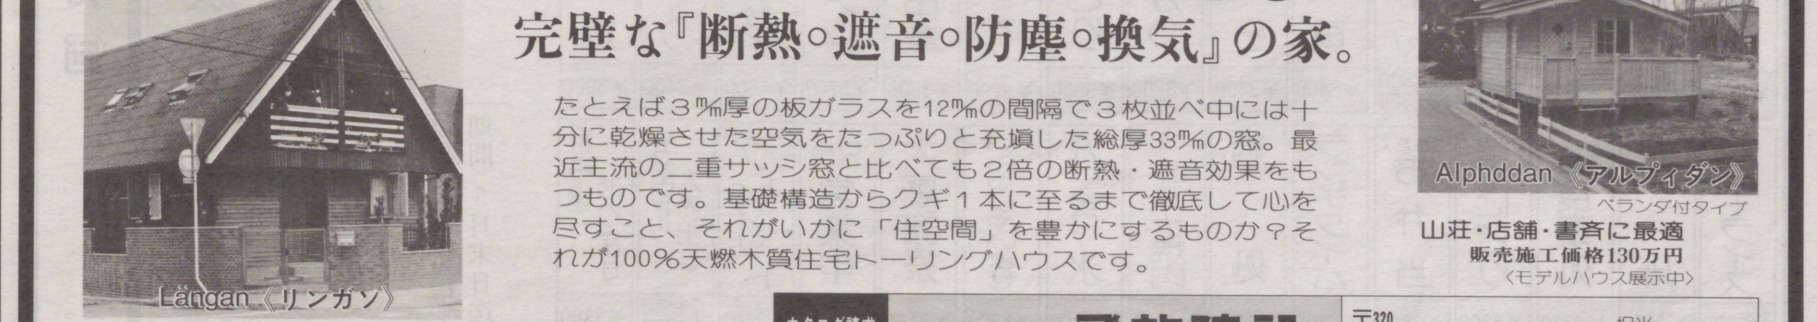 完璧な『断熱。遮音。防塵。換気』の家。
たとえば3㎜厚の板ガラスを12㎜の間隔で3枚並べ中には十
分に乾燥させた空気をたっぷりと充塡した総厚33㎜の窓。最
近主流の二重サッシ窓と比べても2倍の断熱・遮音効果をも
つものです。基礎構造からクギ1本に至るまで徹底して心を
尽すこと、それがいかに「住空間」を豊かにするものか?そ
れが100%天燃木質住宅トーリングハウスです。
Längan《リンガソ》
Alphddan《アルプィダン》
ベランダ付タイプ
山荘・店舗・書斉に最適
販売施工価格130万円
〈モデルハウス展示中〉
〒320